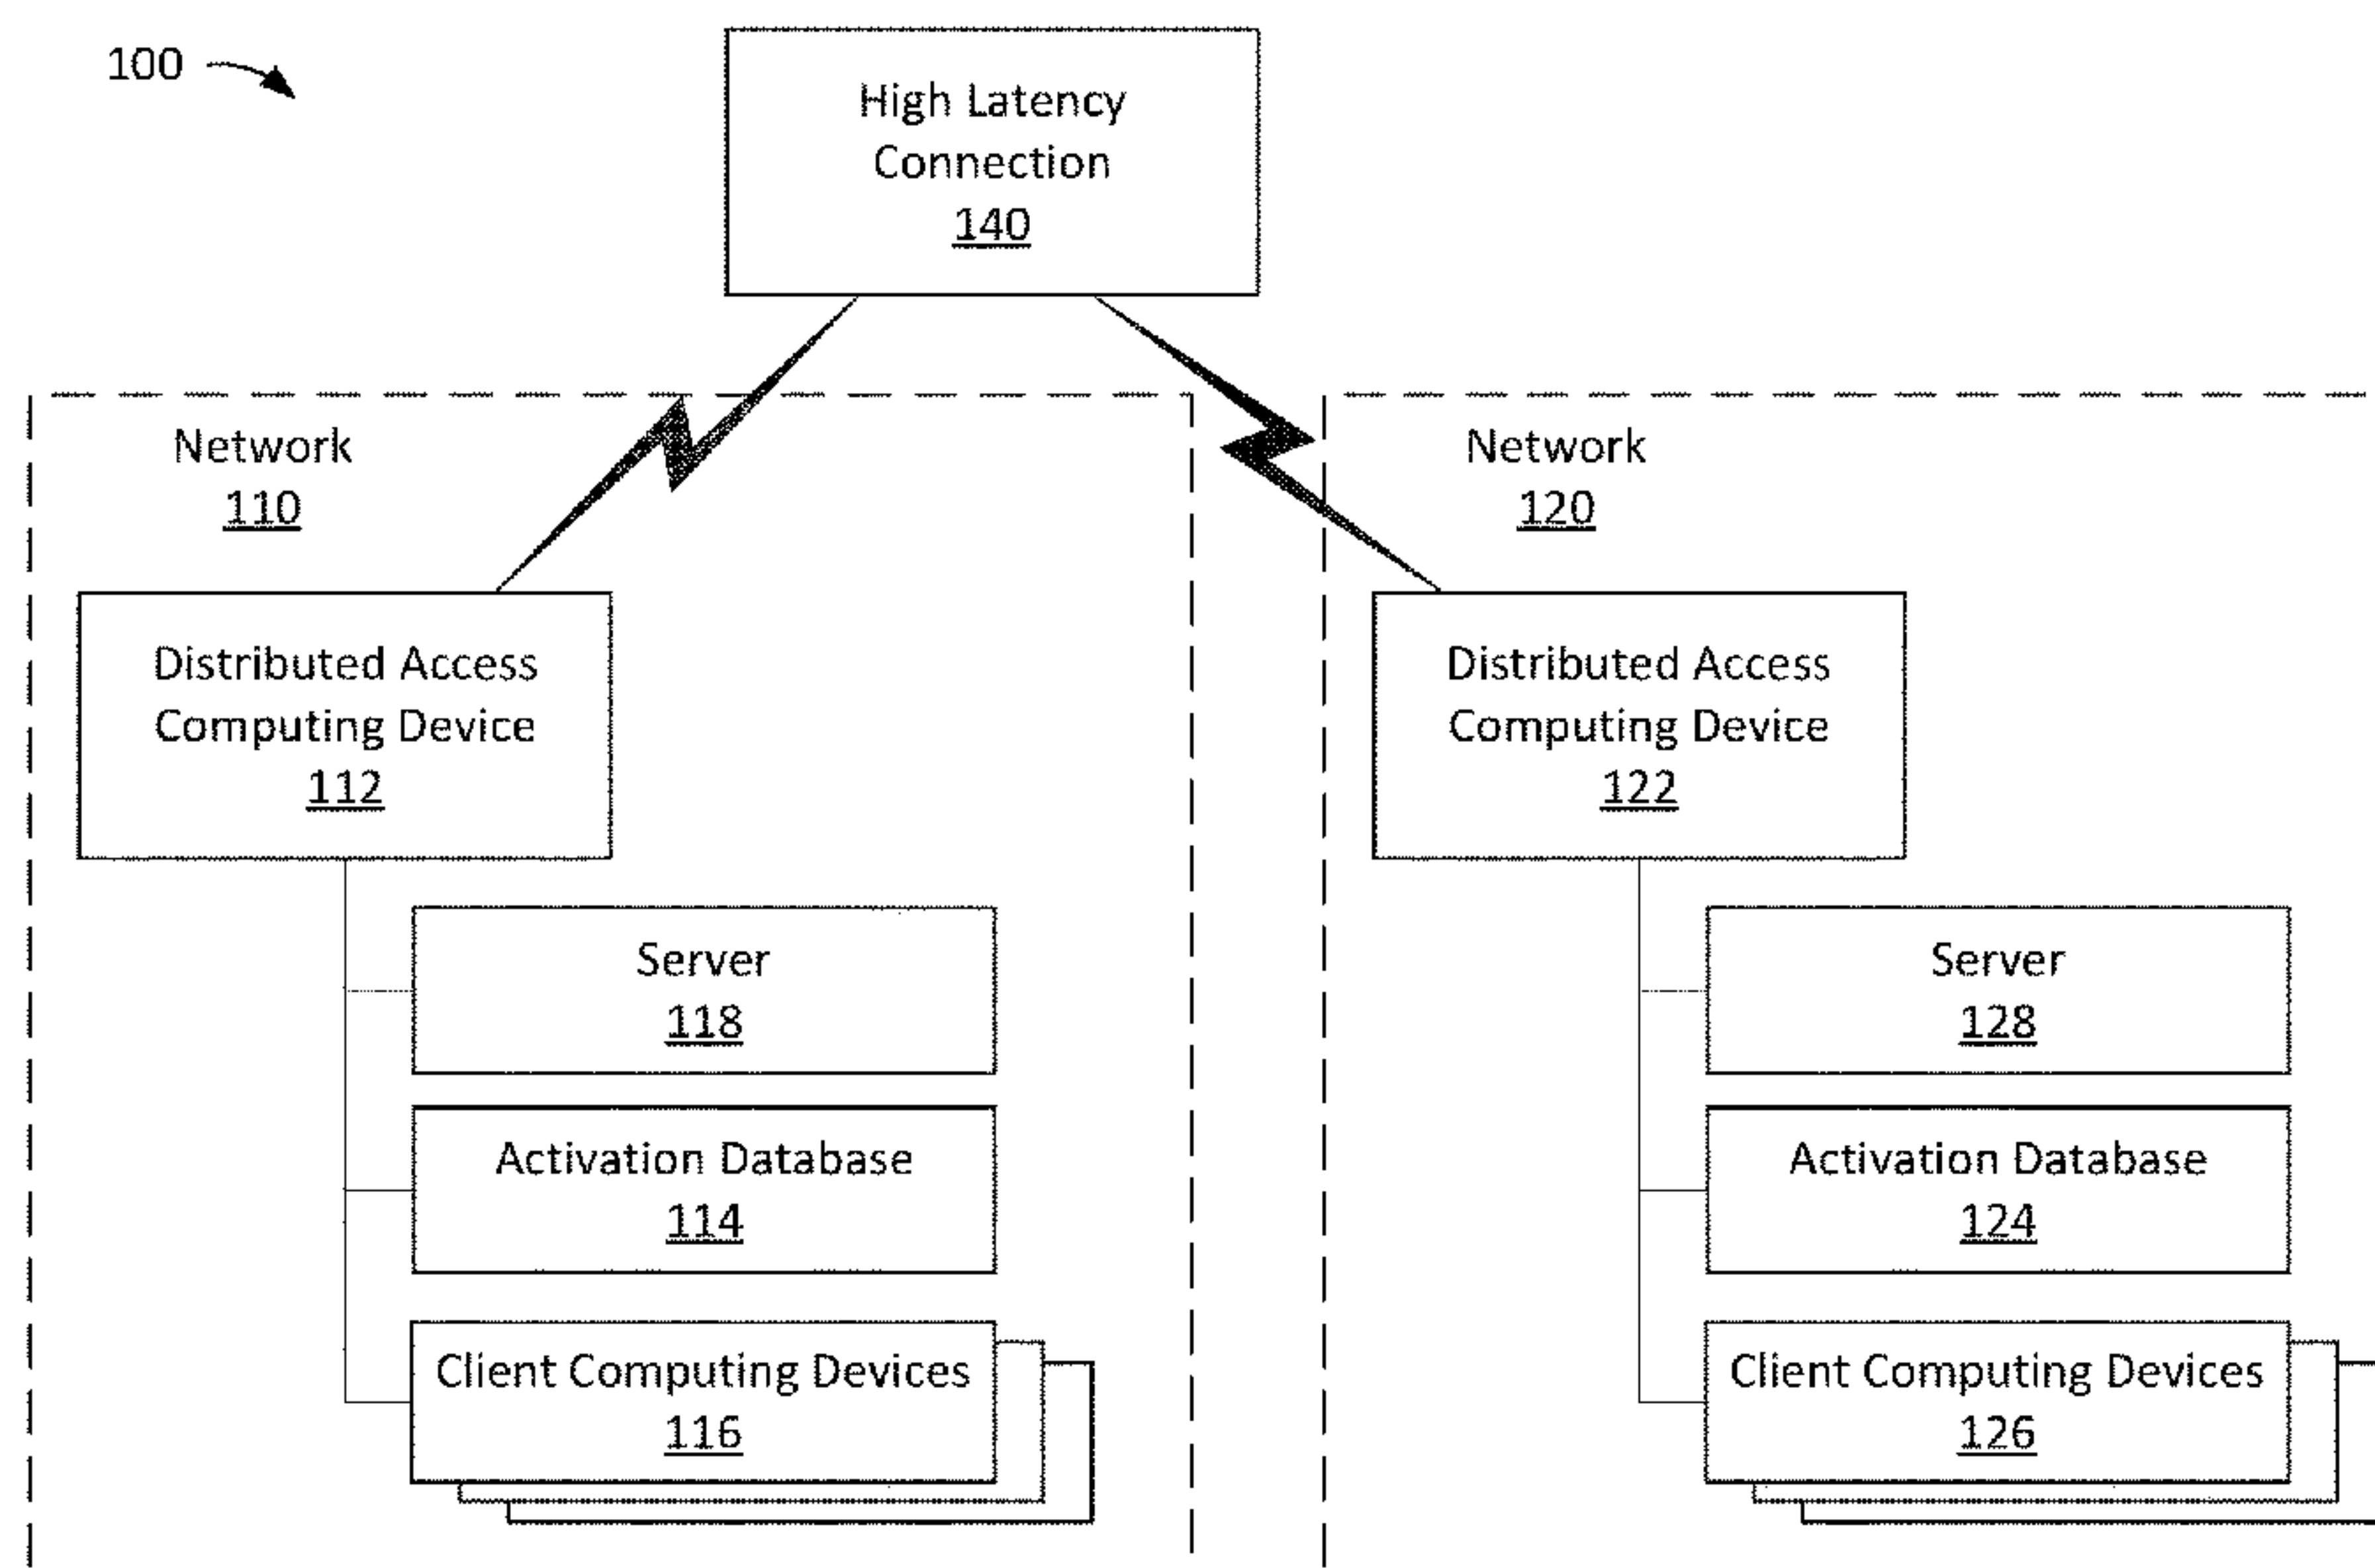 100
High Latency
Connection
140
Network
110
Distributed Access
Computing Device
112
Server
118
Activation Database
114
Client Computing Devices
116
Network
120
Distributed Access
Computing Device
122
Server
128
Activation Database
124
Client Computing Devices
126